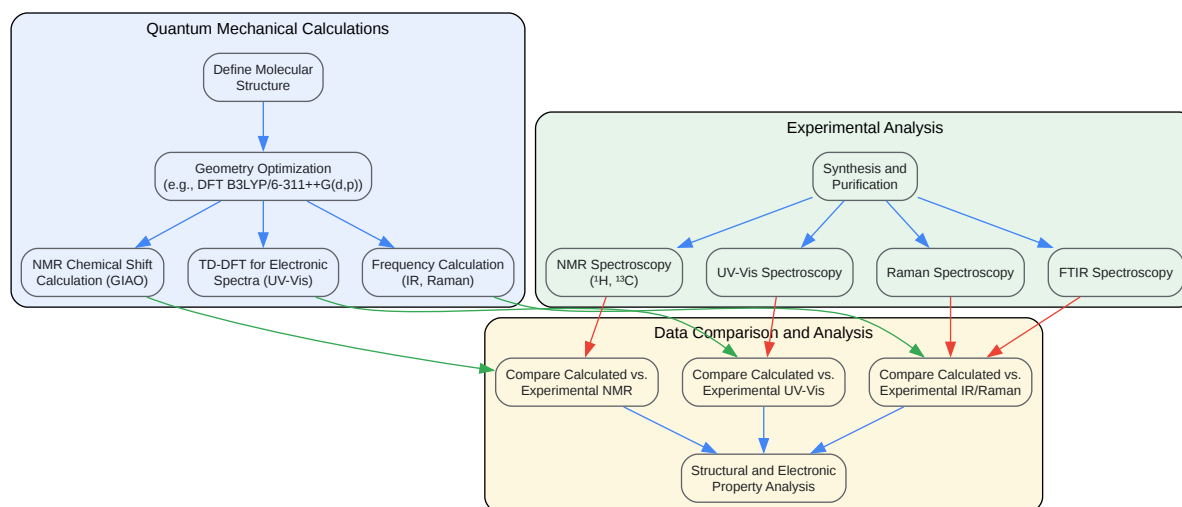 Quantum Mechanical Calculations
Define Molecular
Structure
Geometry Optimization
(e.g., DFT B3LYP/6-311++G(d,p))
NMR Chemical Shift
Calculation (GIAO)
TD-DFT for Electronic
Spectra (UV-Vis)
Frequency Calculation
(IR, Raman)
Experimental Analysis
Synthesis and
Purification
NMR Spectroscopy
(¹H, ¹³C)
UV-Vis Spectroscopy
Raman Spectroscopy
FTIR Spectroscopy
Data Comparison and Analysis
Compare Calculated vs.
Experimental NMR
Compare Calculated vs.
Experimental UV-Vis
Compare Calculated vs.
Experimental IR/Raman
Structural and Electronic
Property Analysis